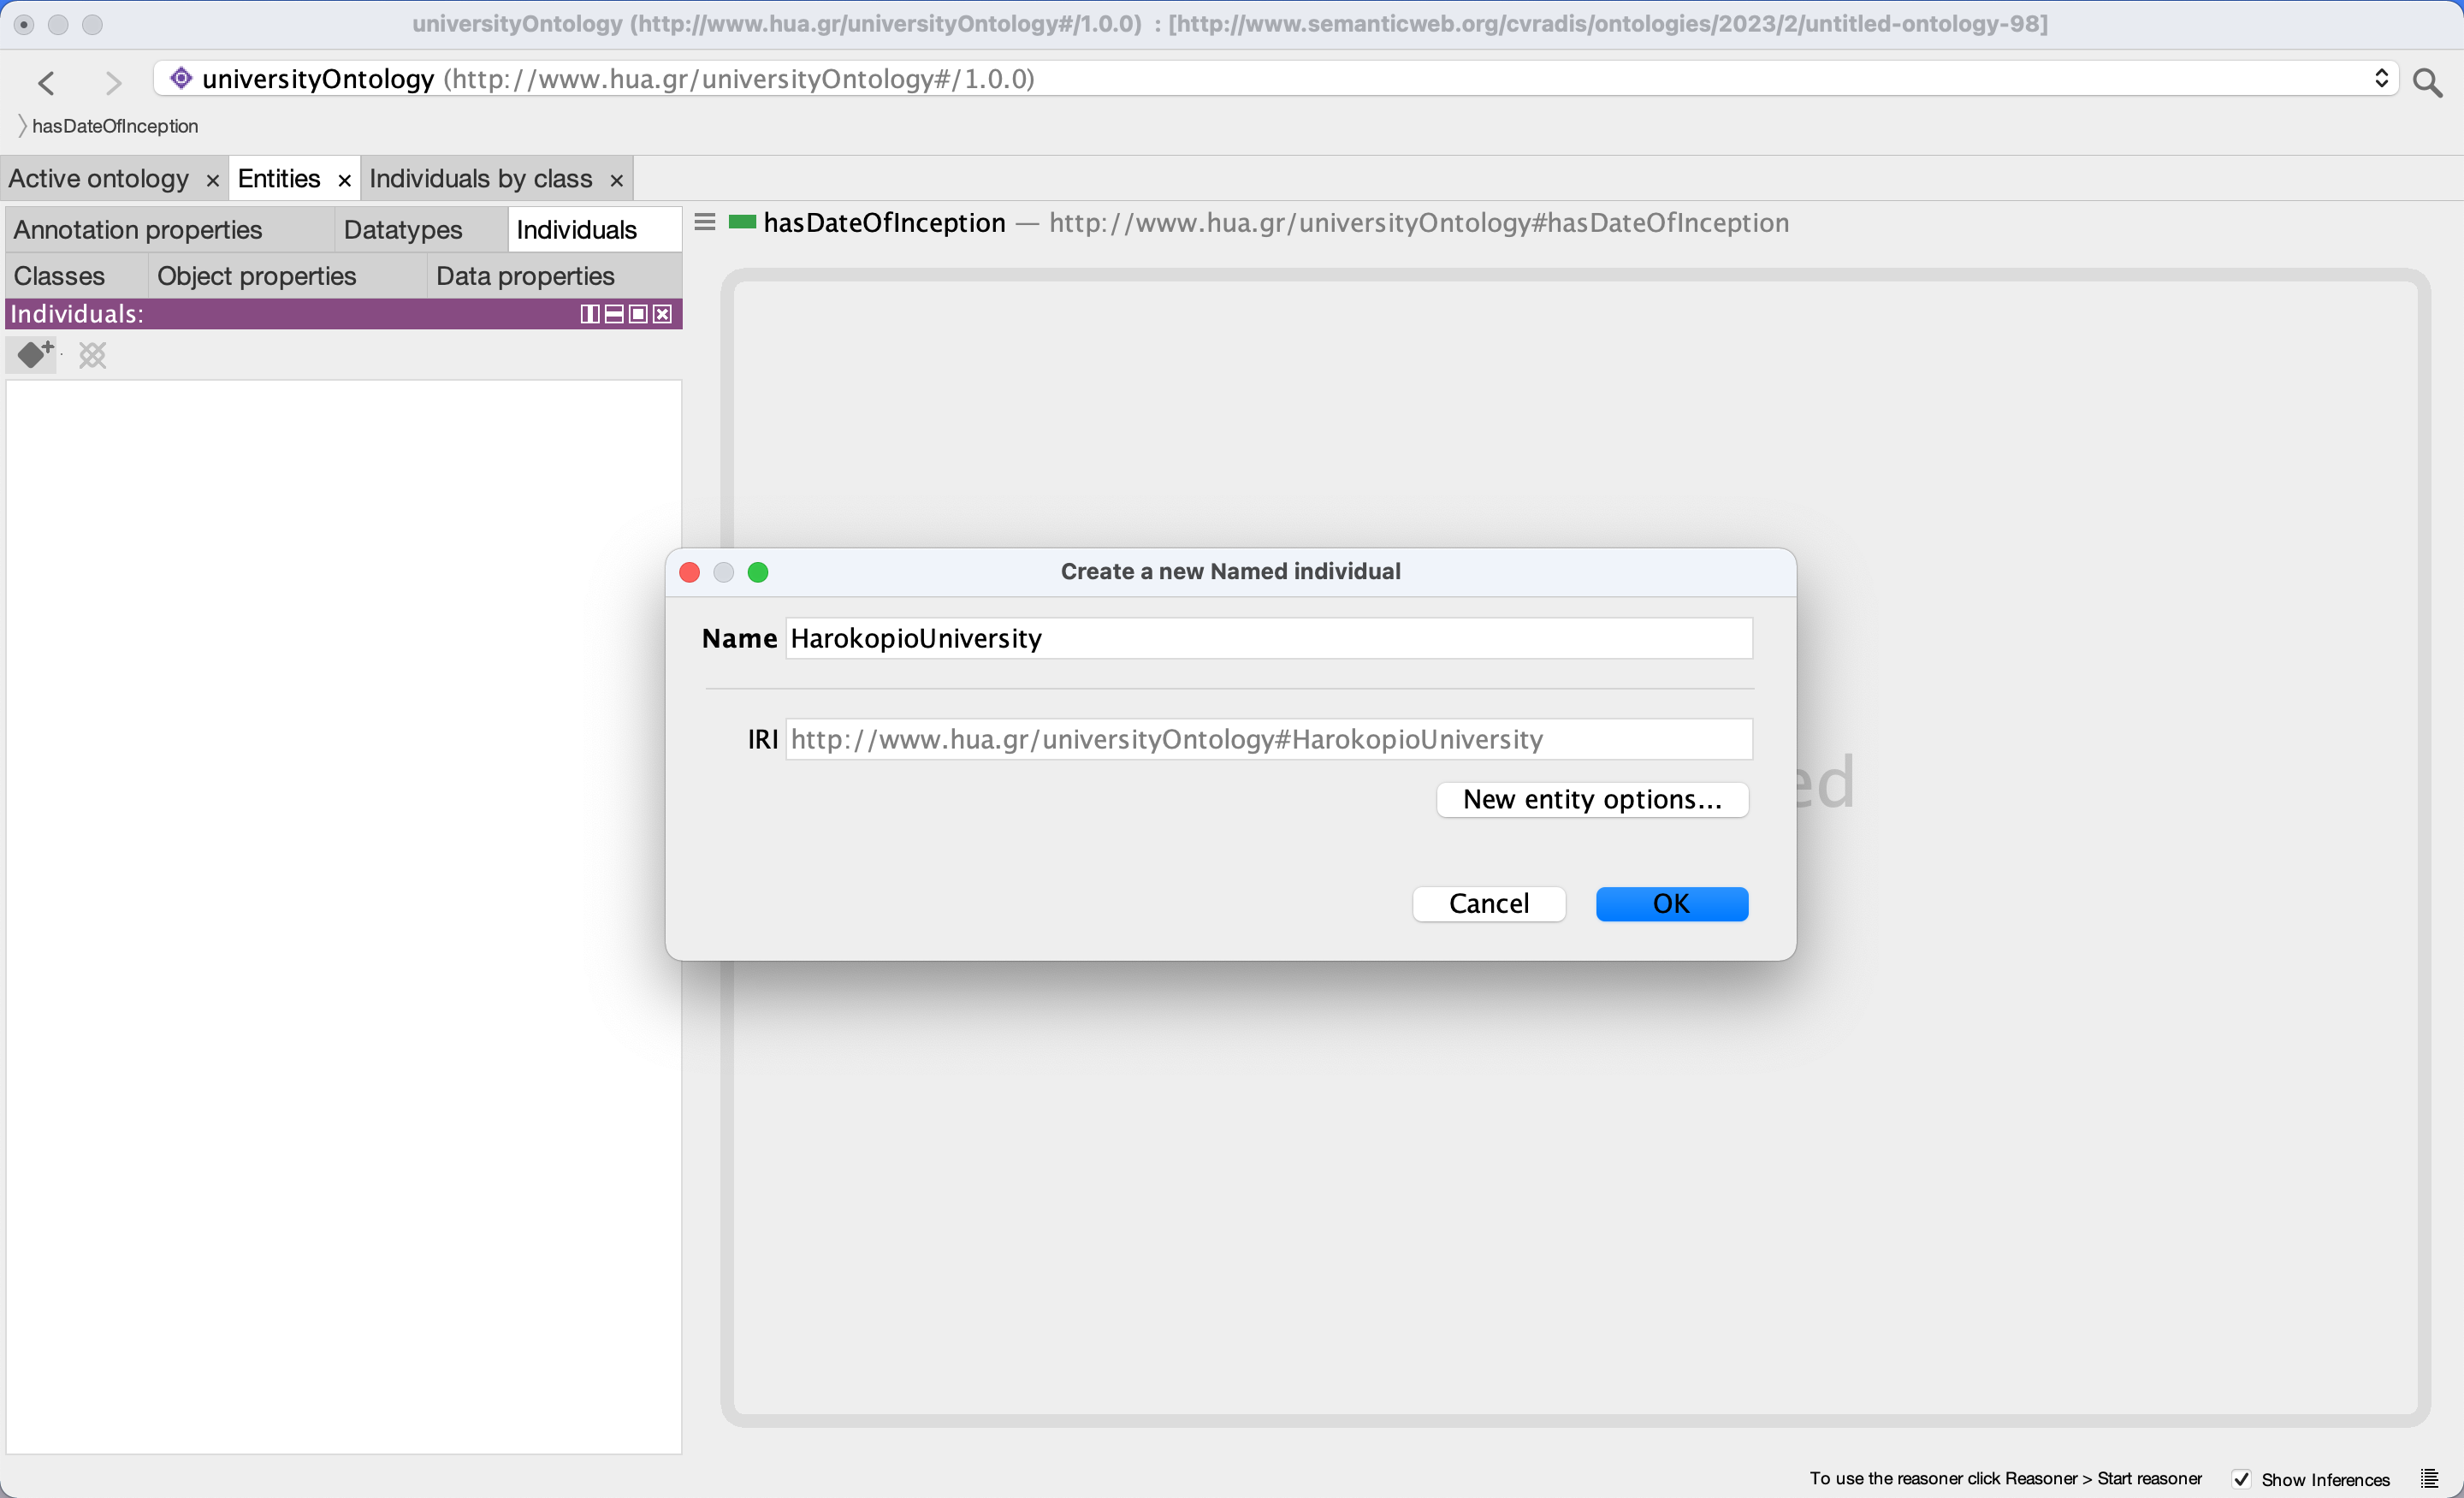 universityOntology (http://www.hua.gr/universityOntology#/1.0.0)  : [http://www.semanticweb.org/cvradis/ontologies/2023/2/untitled-ontology-98]
universityOntology (http://www.hua.gr/universityOntology#/1.0.0)
hasDateOfInception
Active ontology × Entities × Individuals by class ×
Annotation properties Datatypes Individuals
Classes Object properties Data properties
Individuals:
hasDateOfInception — http://www.hua.gr/universityOntology#hasDateOfInception
Create a new Named individual
Name HarokopioUniversity
IRI http://www.hua.gr/universityOntology#HarokopioUniversity
New entity options...
Cancel OK
To use the reasoner click Reasoner > Start reasoner Show Inferences